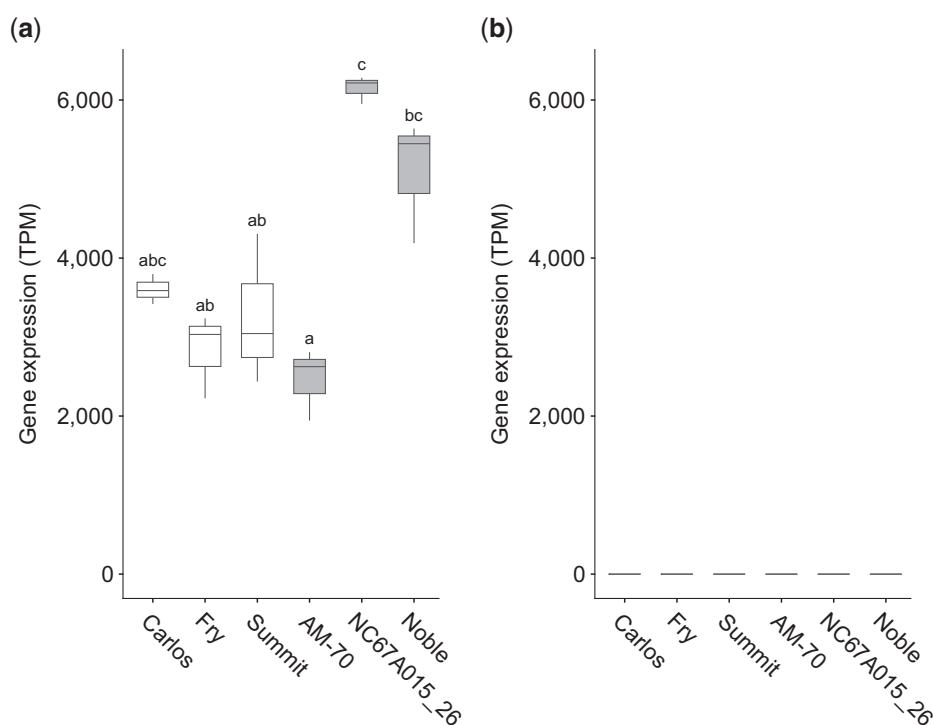 (a)
Gene expression (TPM)
6,000
4,000
2,000
0
abc
ab
ab
a
c
bc
Carlos
Fry
Summit
AM-70
NC67A015_26
Noble
(b)
Gene expression (TPM)
6,000
4,000
2,000
0
Carlos
Fry
Summit
AM-70
NC67A015_26
Noble